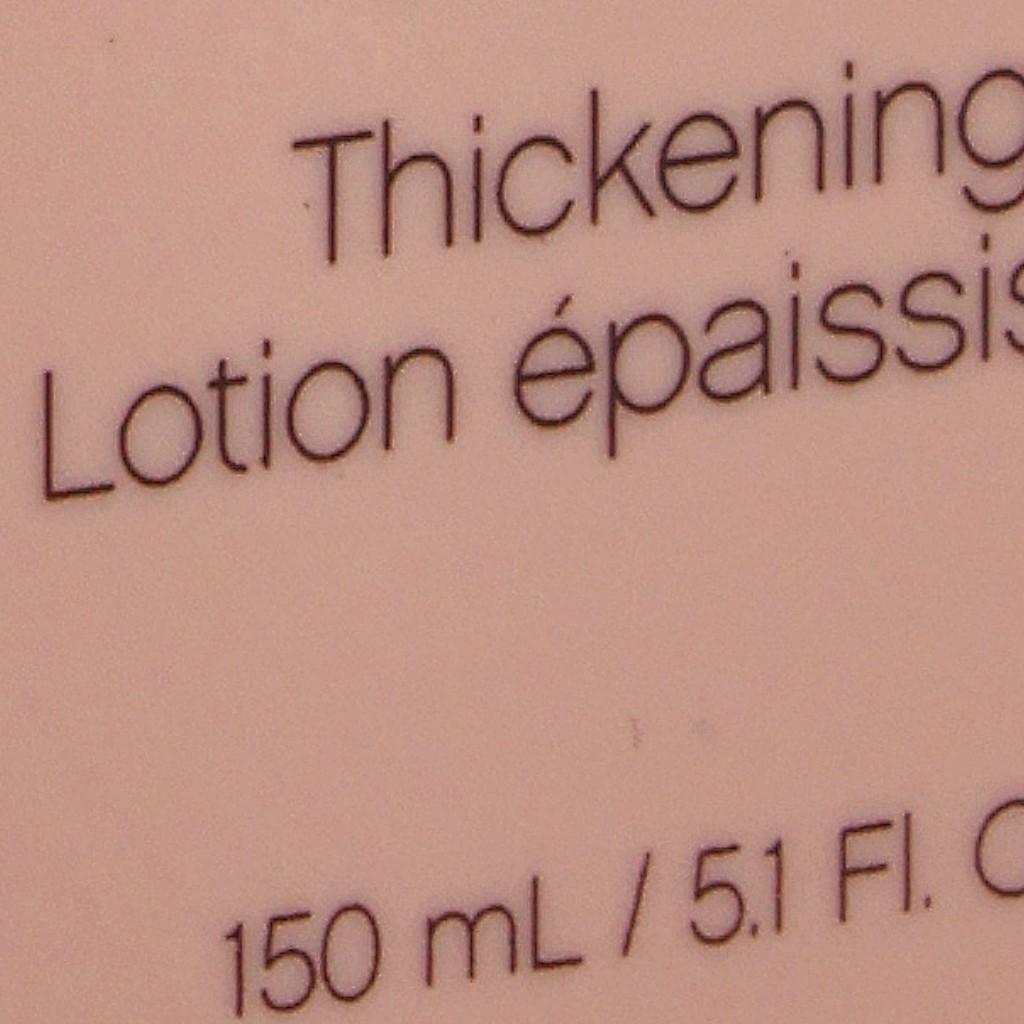 Thickening
Lotion épaissis
150 mL / 5.1 Fl. O